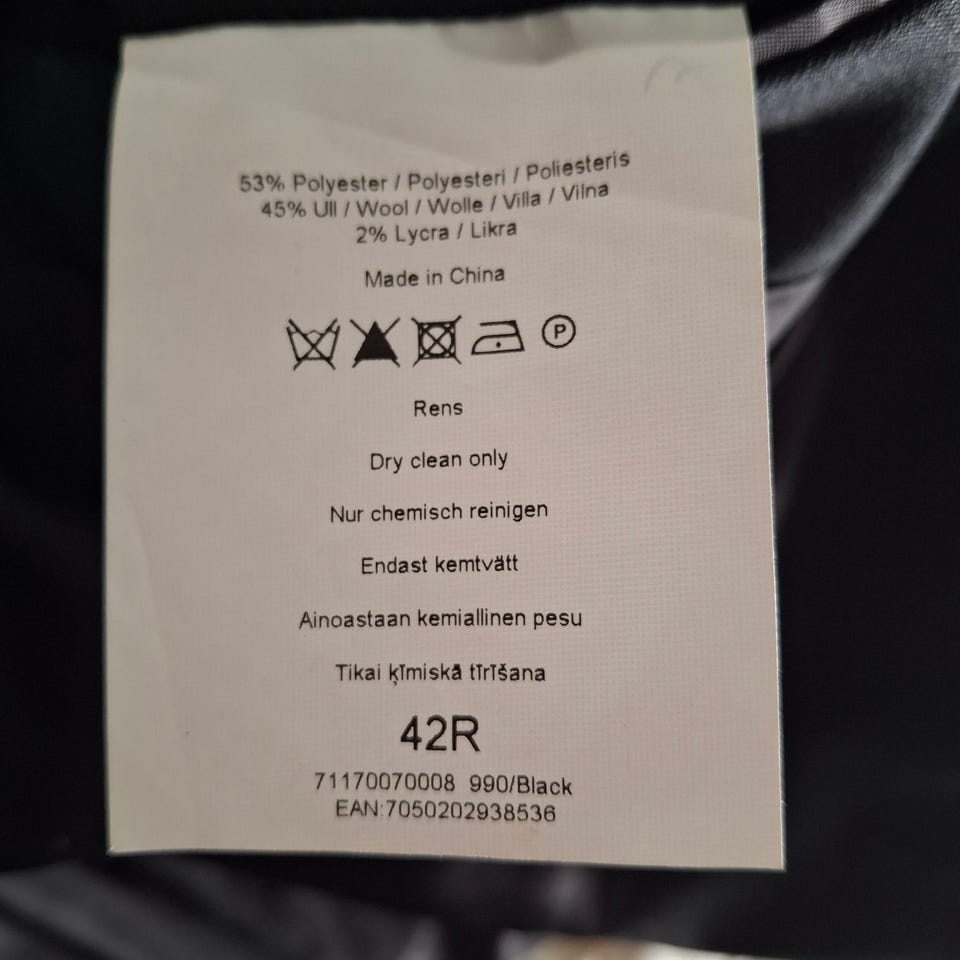 53% Polyester / Polyesteri / Poliesteris
45% Ull / Wool / Wolle / Villa / Vilna
2% Lycra / Likra
Made in China
P
Rens
Dry clean only
Nur chemisch reinigen
Endast kemtvätt
Ainoastaan kemiallinen pesu
Tikai ķīmiskā tīrīšana
42R
71170070008 990/Black
EAN:7050202938536